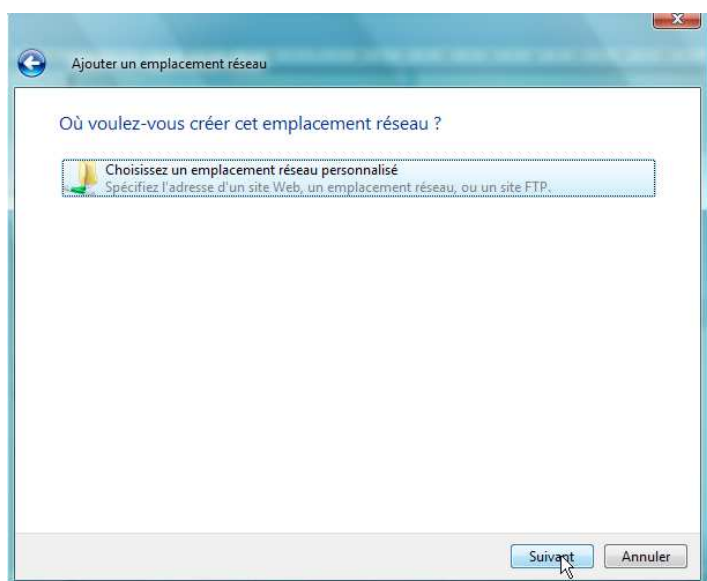 Ajouter un emplacement réseau
Où voulez-vous créer cet emplacement réseau ?
Choisissez un emplacement réseau personnalisé
Spécifiez l'adresse d'un site Web, un emplacement réseau, ou un site FTP.
Suivant
Annuler